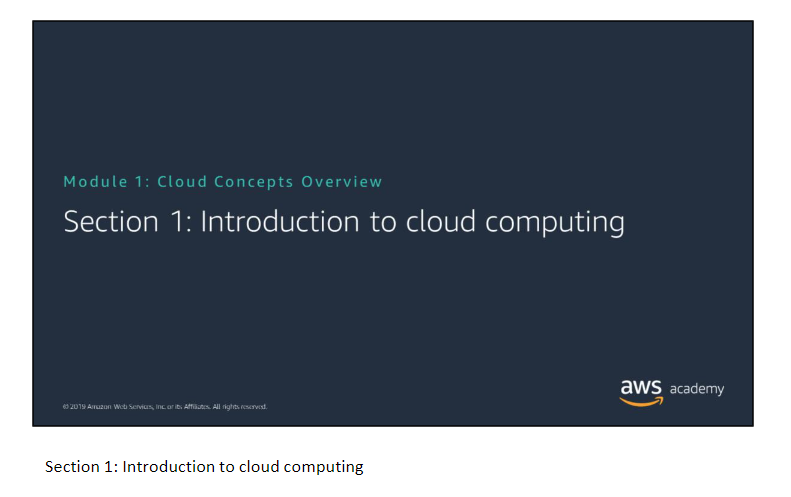 Module 1: Cloud Concepts Overview
Section 1: Introduction to cloud computing
aws academy
© 2019 Amazon Web Services, Inc. or its Affiliates. All rights reserved.
Section 1: Introduction to cloud computing